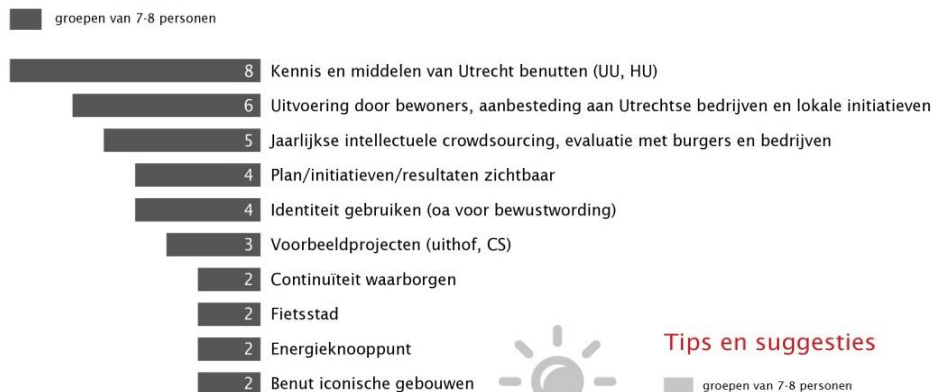 groepen van 7-8 personen
8 Kennis en middelen van Utrecht benutten (UU, HU)
6 Uitvoering door bewoners, aanbesteding aan Utrechtse bedrijven en lokale initiatieven
5 Jaarlijkse intellectuele crowdsourcing, evaluatie met burgers en bedrijven
4 Plan/initiatieven/resultaten zichtbaar
4 Identiteit gebruiken (oa voor bewustwording)
3 Voorbeeldprojecten (uithof, CS)
2 Continuïteit waarborgen
2 Fietsstad
2 Energieknooppunt
2 Benut iconische gebouwen
Tips en suggesties
groepen van 7-8 personen